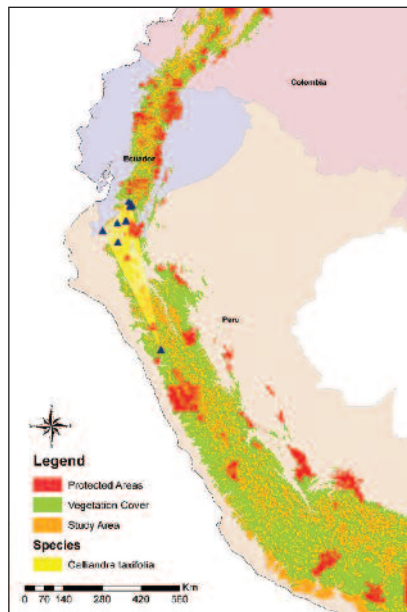 Colombia
Ecuador
Peru
Legend
Protected Areas
Vegetation Cover
Study Area
Species
Calliandra taxifolia
Km
0 70 140 280 420 560